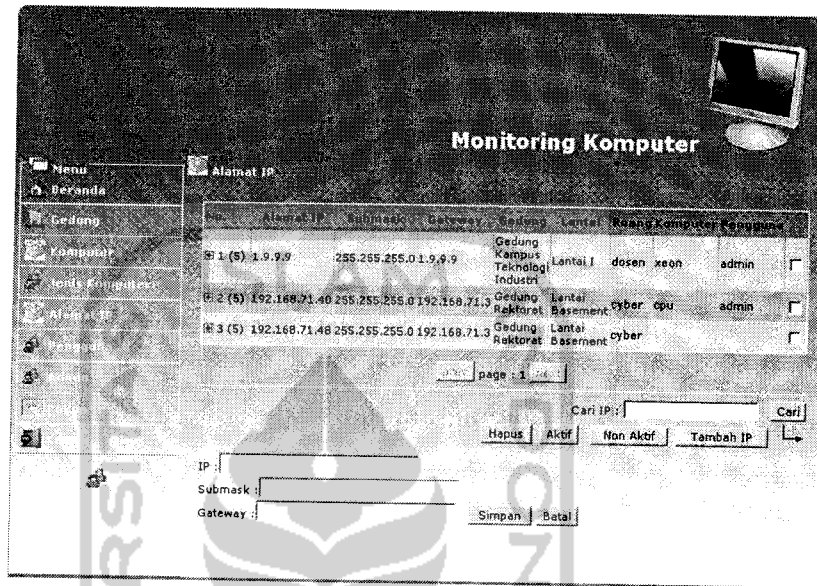 Monitoring Komputer
Menu
Beranda
Gedung
Komputer
Jenis Komputer
Alamat IP
Alamat IP
No. Alamat IP Submask Gateway Gedung Lantai Ruang Komputer Pengguna
1 (5) 1.9.9.9 255.255.255.0 1.9.9.9 Gedung Kampus Teknologi Industri Lantai I dosen xeon admin
2 (5) 192.168.71.40 255.255.255.0 192.168.71.3 Gedung Rektorat Lantai Basement cyber cpu admin
3 (5) 192.168.71.48 255.255.255.0 192.168.71.3 Gedung Rektorat Lantai Basement cyber
page : 1
Cari IP : Cari
Hapus Aktif Non Aktif Tambah IP
IP :
Submask :
Gateway : Simpan Batal
ISLAM